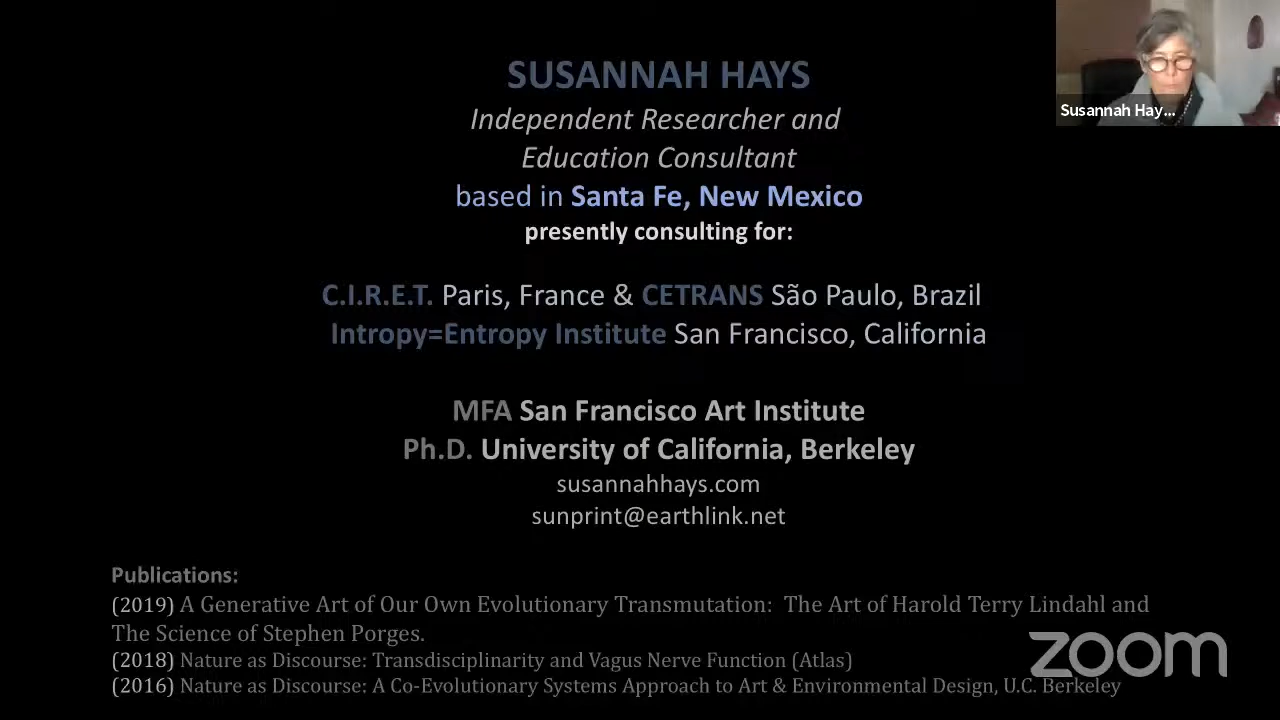 SUSANNAH HAYS
Independent Researcher and
Education Consultant
based in Santa Fe, New Mexico
presently consulting for:
C.I.R.E.T. Paris, France & CETRANS São Paulo, Brazil
Intropy=Entropy Institute San Francisco, California
MFA San Francisco Art Institute
Ph.D. University of California, Berkeley
susannahhays.com
sunprint@earthlink.net
Publications:
(2019) A Generative Art of Our Own Evolutionary Transmutation: The Art of Harold Terry Lindahl and
The Science of Stephen Porges.
(2018) Nature as Discourse: Transdisciplinarity and Vagus Nerve Function (Atlas)
(2016) Nature as Discourse: A Co-Evolutionary Systems Approach to Art & Environmental Design, U.C. Berkeley
Susannah Hay...
zoom